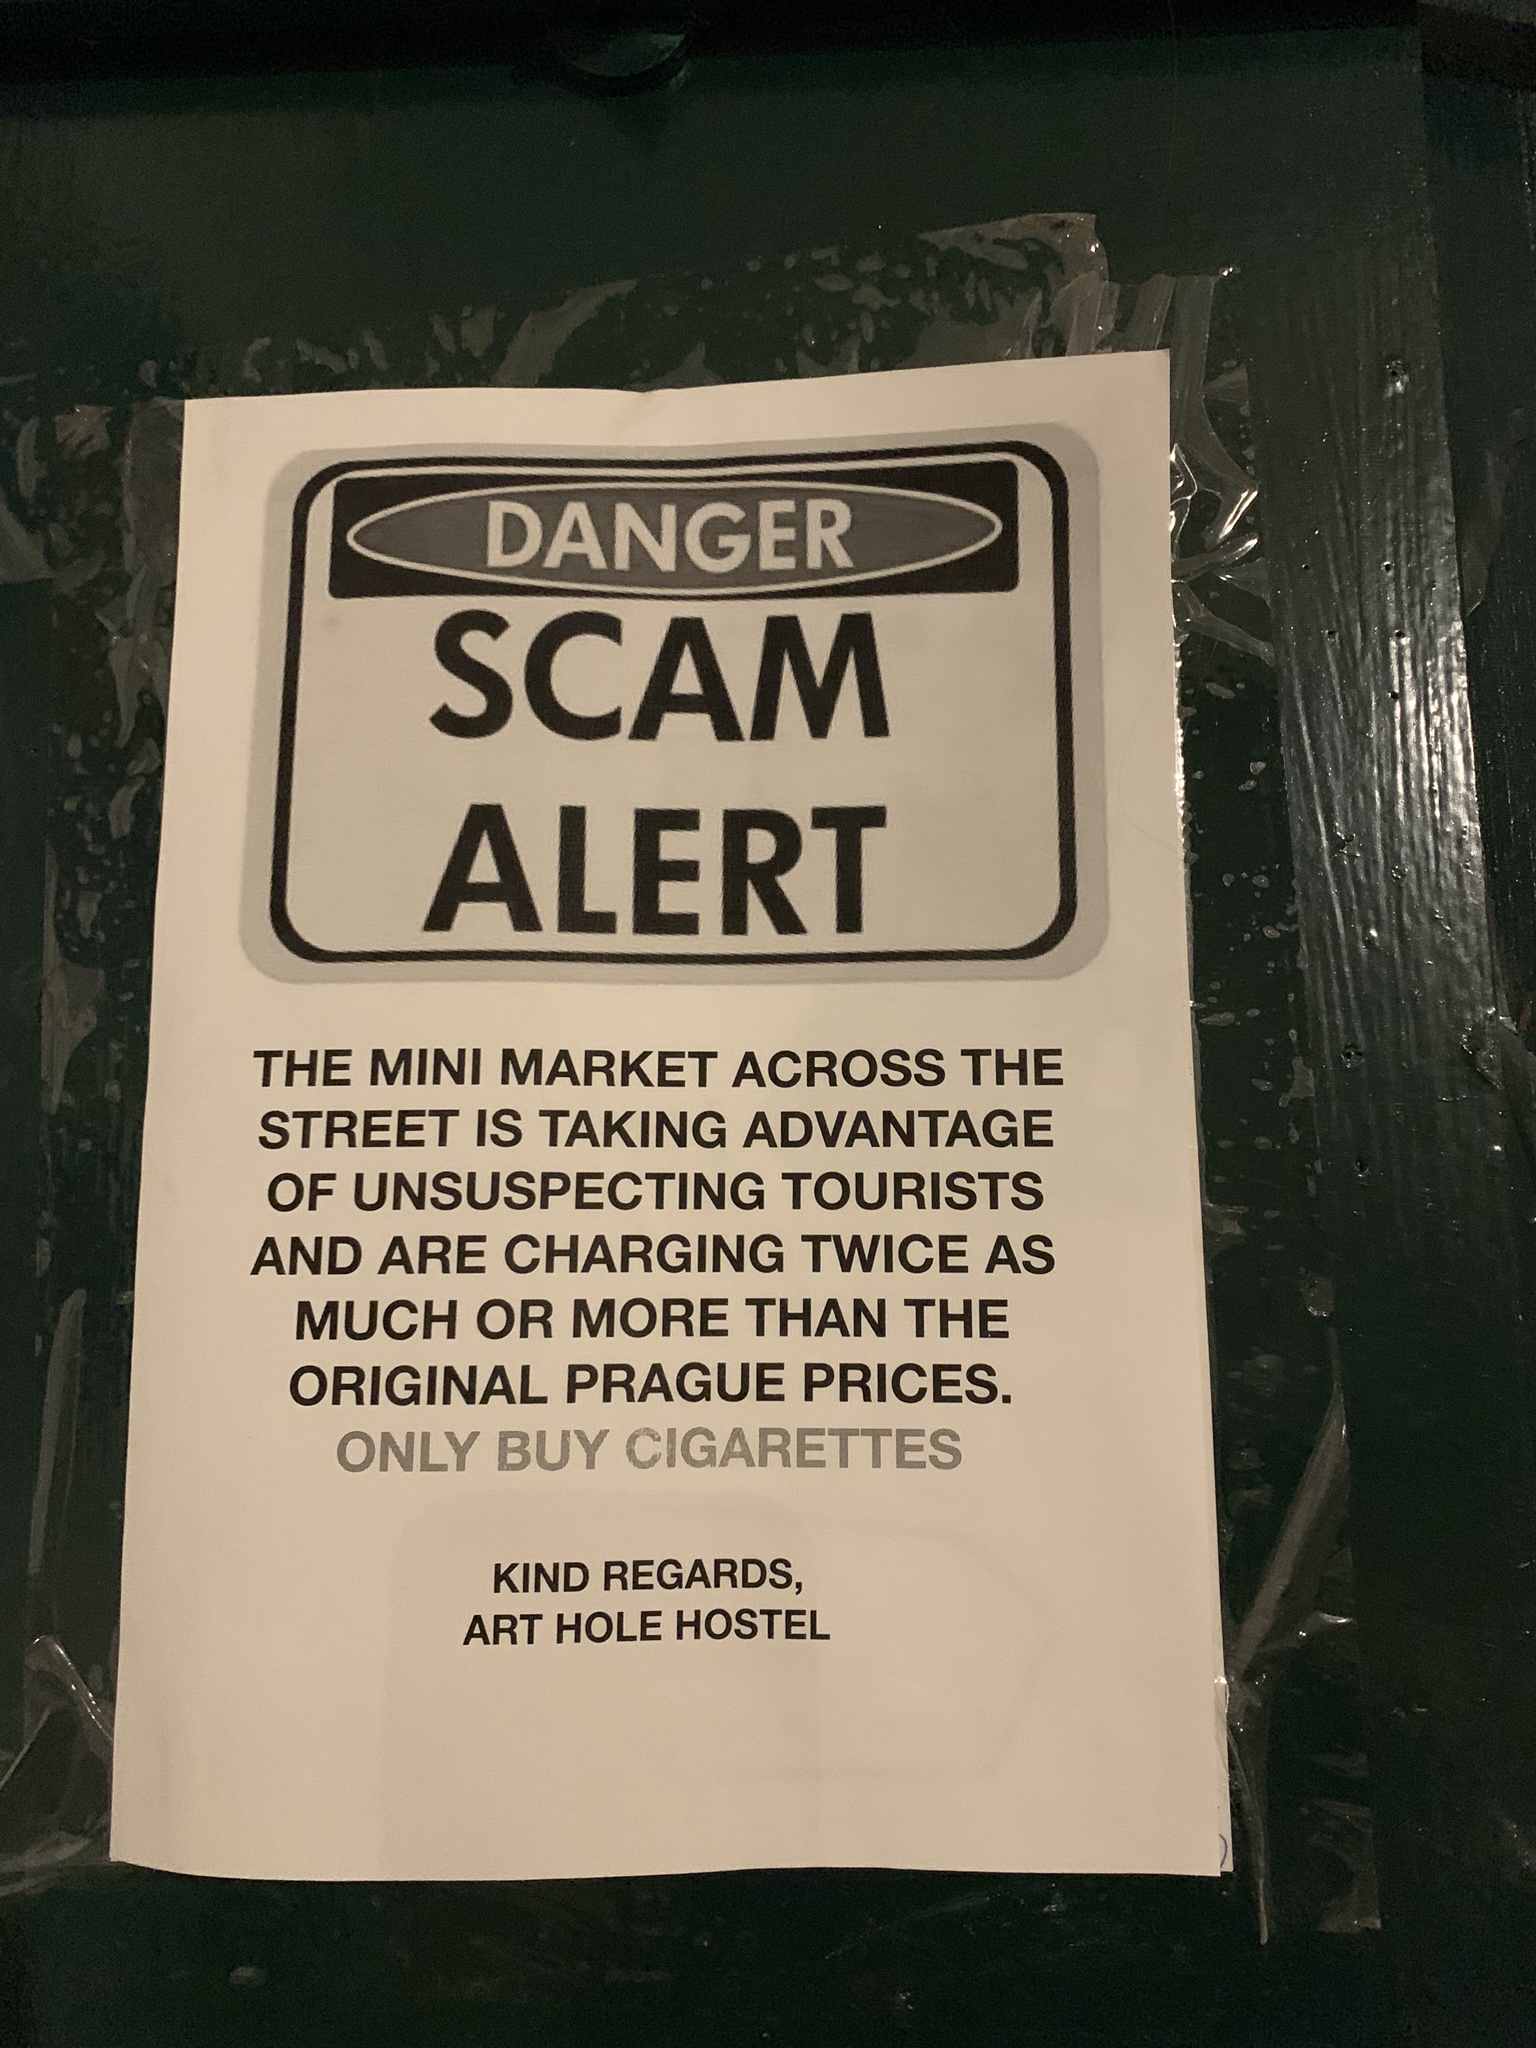 DANGER
SCAM
ALERT
THE MINI MARKET ACROSS THE
STREET IS TAKING ADVANTAGE
OF UNSUSPECTING TOURISTS
AND ARE CHARGING TWICE AS
MUCH OR MORE THAN THE
ORIGINAL PRAGUE PRICES.
ONLY BUY CIGARETTES
KIND REGARDS,
ART HOLE HOSTEL